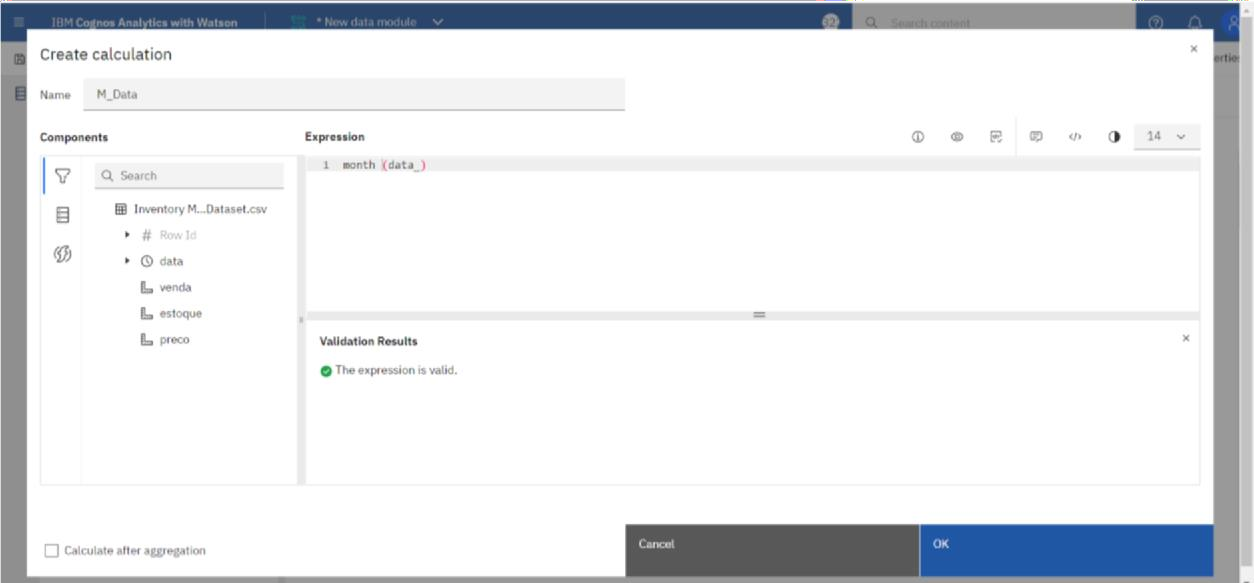 IBM Cognos Analytics with Watson
* New data module
32
Search content
Create calculation
erties
Name
M_Data
Components
Expression
14
Search
1 month (data_)
Inventory M...Dataset.csv
# Row Id
data
venda
estoque
preco
Validation Results
The expression is valid.
Calculate after aggregation
Cancel
OK